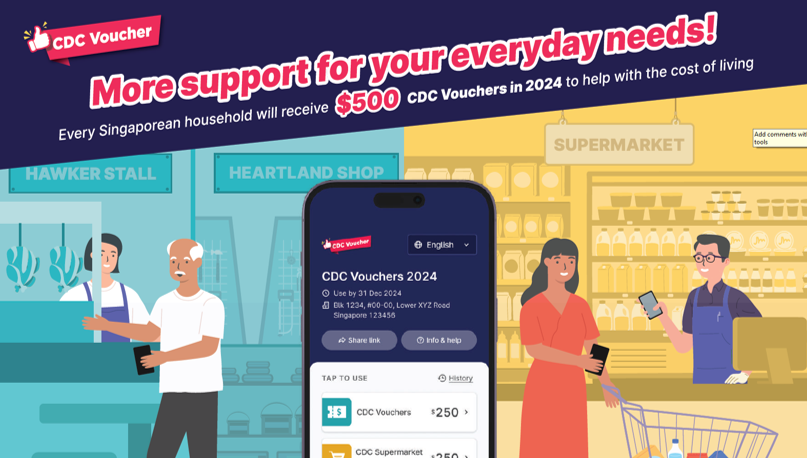 CDC Voucher
More support for your everyday needs!
Every Singaporean household will receive $500 CDC Vouchers in 2024 to help with the cost of living
SUPERMARKET
Add comments with
tools
HAWKER STALL
HEARTLAND SHOP
CDC Voucher
English
CDC Vouchers 2024
Use by 31 Dec 2024
Blk 1234, #00-00, Lower XYZ Road
Singapore 123456
Share link
Info & help
TAP TO USE
History
CDC Vouchers
$250
CDC Supermarket
$250